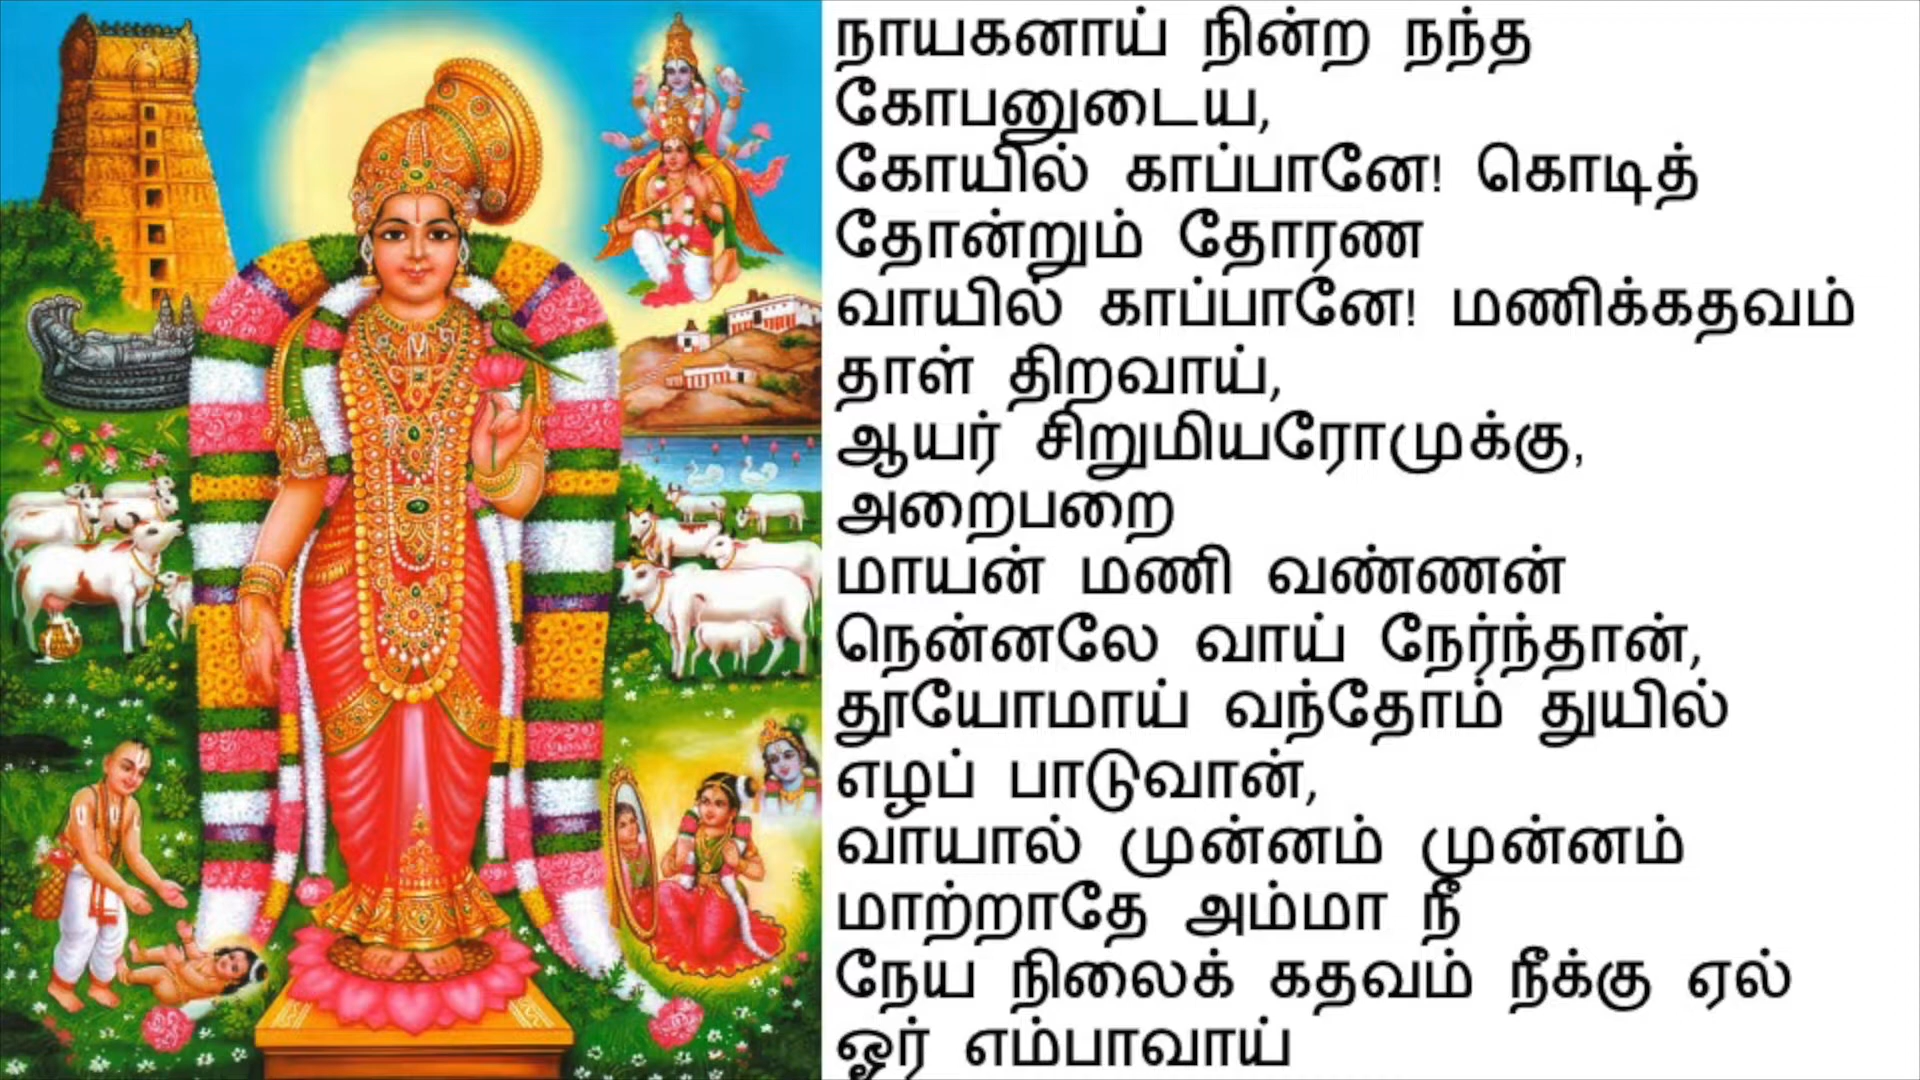 நாயகனாய் நின்ற நந்த
கோபனுடைய,
கோயில் காப்பானே! கொடித்
தோன்றும் தோரண
வாயில் காப்பானே! மணிக்கதவம்
தாள் திறவாய்,
ஆயர் சிறுமியரோமுக்கு,
அறைபறை
மாயன் மணி வண்ணன்
நென்னலே வாய் நேர்ந்தான்,
தூயோமாய் வந்தோம் துயில்
எழப் பாடுவான்,
வாயால் முன்னம் முன்னம்
மாற்றாதே அம்மா நீ
நேய நிலைக் கதவம் நீக்கு ஏல்
ஓர் எம்பாவாய்